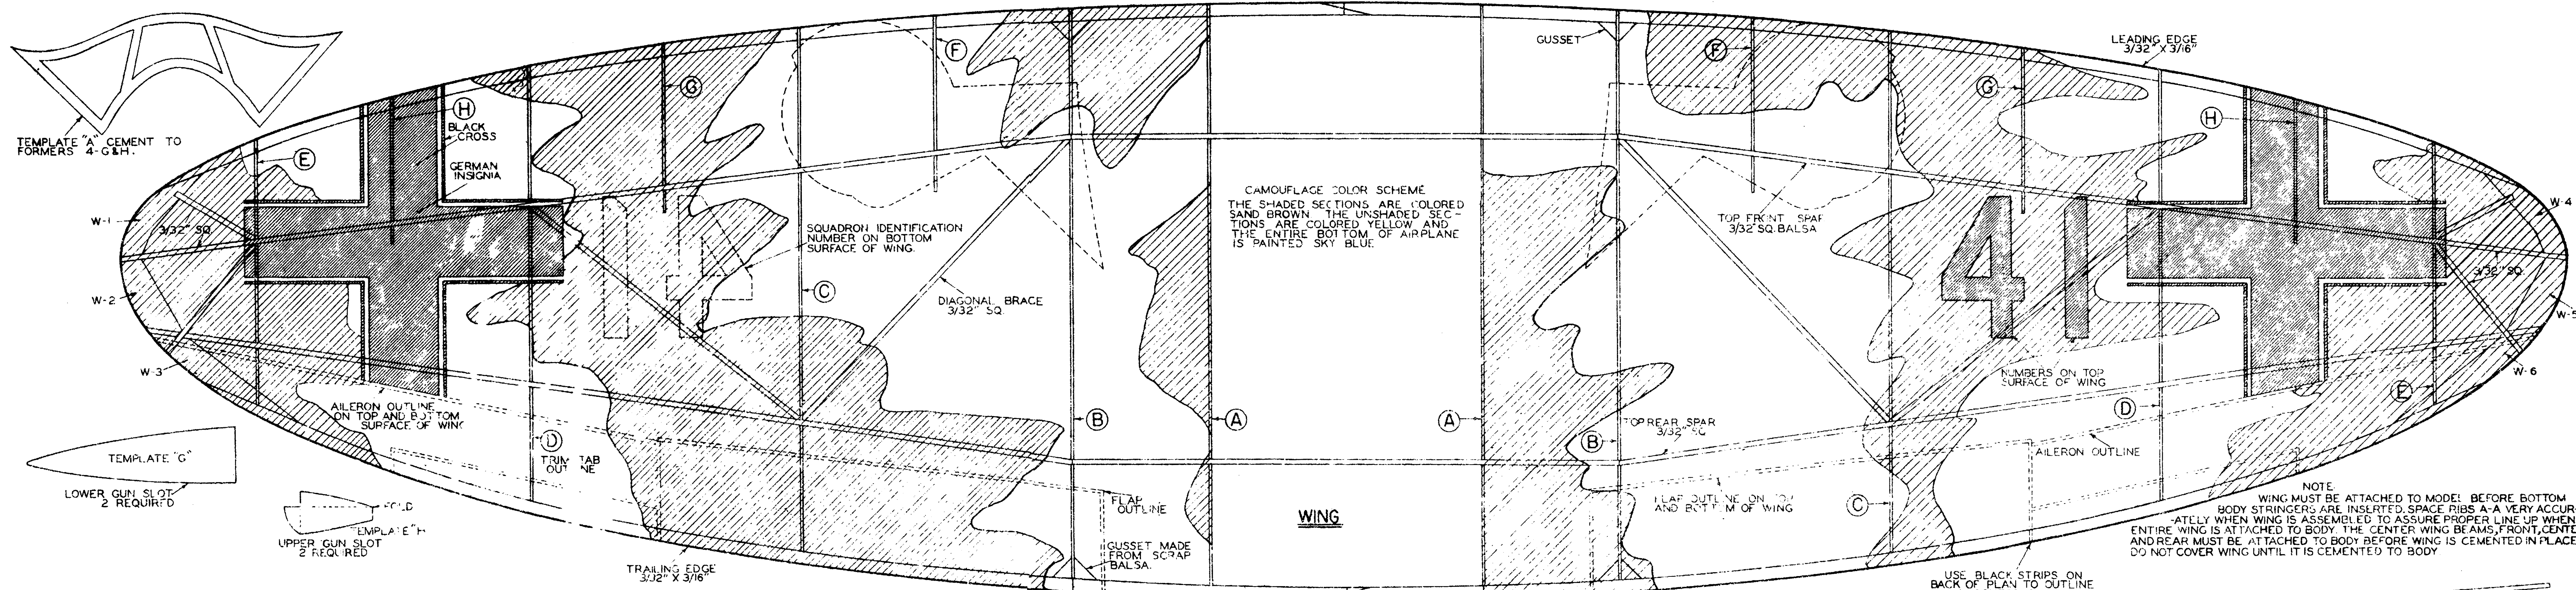 TEMPLATE "A" CEMENT TO
FORMERS 4-G&H.
W-1
3/32" SQ.
W-2
W-3
E
H
BLACK
CROSS
GERMAN
INSIGNIA
G
F
SQUADRON IDENTIFICATION
NUMBER ON BOTTOM
SURFACE OF WING.
14
C
DIAGONAL BRACE
3/32" SQ.
AILERON OUTLINE
ON TOP AND BOTTOM
SURFACE OF WING
D
TRIM TAB
OUTLINE
B
A
FLAP
OUTLINE
GUSSET MADE
FROM SCRAP
BALSA.
TRAILING EDGE
3/32" X 3/16"
TEMPLATE "G"
LOWER GUN SLOT
2 REQUIRED
FOLD
TEMPLATE "H"
UPPER GUN SLOT
2 REQUIRED
CAMOUFLAGE COLOR SCHEME
THE SHADED SECTIONS ARE COLORED
SAND BROWN THE UNSHADED SEC-
TIONS ARE COLORED YELLOW AND
THE ENTIRE BOTTOM OF AIRPLANE
IS PAINTED SKY BLUE
WING
GUSSET
F
G
H
LEADING EDGE
3/32" X 3/16"
TOP FRONT SPAR
3/32" SQ. BALSA
41
NUMBERS ON TOP
SURFACE OF WING
W-4
3/32" SQ.
W-5
W-6
E
D
A
B
TOP REAR SPAR
3/32" SQ
FLAP OUTLINE ON TOP
AND BOTTOM OF WING
C
AILERON OUTLINE
NOTE
WING MUST BE ATTACHED TO MODEL BEFORE BOTTOM
BODY STRINGERS ARE INSERTED. SPACE RIBS A-A VERY ACCUR-
-ATELY WHEN WING IS ASSEMBLED TO ASSURE PROPER LINE UP WHEN
ENTIRE WING IS ATTACHED TO BODY. THE CENTER WING BEAMS, FRONT, CENTE
AND REAR MUST BE ATTACHED TO BODY BEFORE WING IS CEMENTED IN PLACE
DO NOT COVER WING UNTIL IT IS CEMENTED TO BODY
USE BLACK STRIPS ON
BACK OF PLAN TO OUTLINE